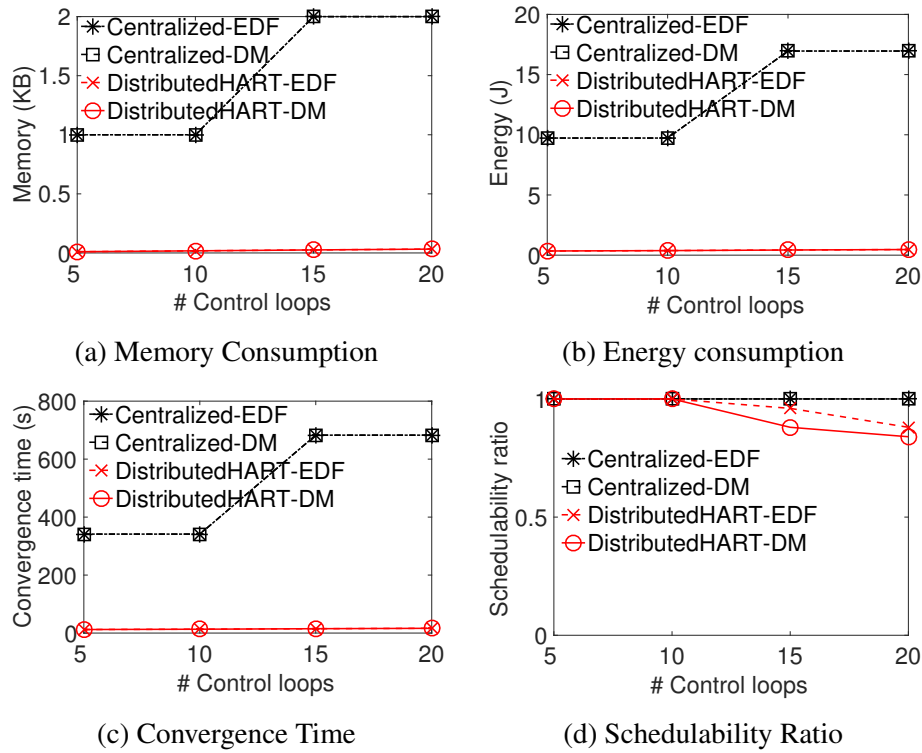 Memory (KB)
2
1.5
1
0.5
0
Centralized-EDF
Centralized-DM
DistributedHART-EDF
DistributedHART-DM
5 10 15 20
# Control loops
(a) Memory Consumption
Energy (J)
20
15
10
5
0
Centralized-EDF
Centralized-DM
DistributedHART-EDF
DistributedHART-DM
5 10 15 20
# Control loops
(b) Energy consumption
Convergence time (s)
800
600
400
200
0
Centralized-EDF
Centralized-DM
DistributedHART-EDF
DistributedHART-DM
5 10 15 20
# Control loops
(c) Convergence Time
Schedulability ratio
1
0.5
0
Centralized-EDF
Centralized-DM
DistributedHART-EDF
DistributedHART-DM
5 10 15 20
# Control loops
(d) Schedulability Ratio